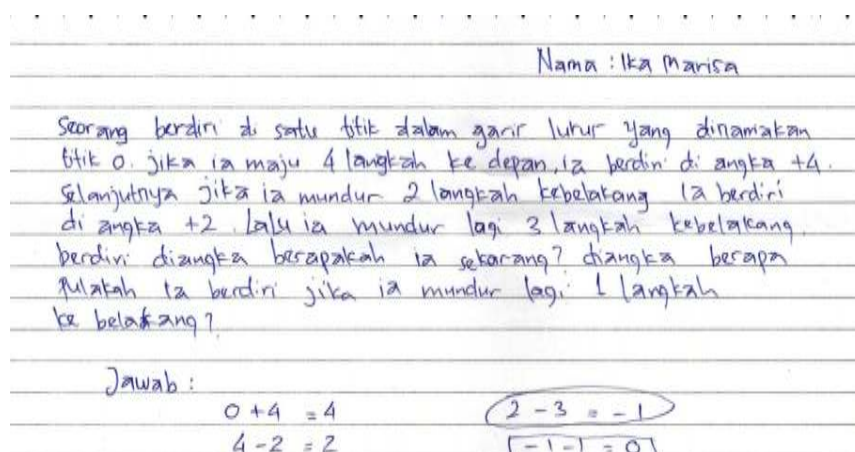 Nama : Ika Marisa
Seorang berdiri di satu titik dalam garis lurus yang dinamakan
titik 0. jika ia maju 4 langkah ke depan, ia berdiri di angka +4.
Selanjutnya jika ia mundur 2 langkah kebelakang ia berdiri
di angka +2. Lalu ia mundur lagi 3 langkah kebelakang.
berdiri diangka berapakah ia sekarang? diangka berapa
pulakah ia berdiri jika ia mundur lagi 1 langkah
ke belakang?
Jawab :
0 + 4 = 4 2 - 3 = -1
4 - 2 = 2 -1 - 1 = 0